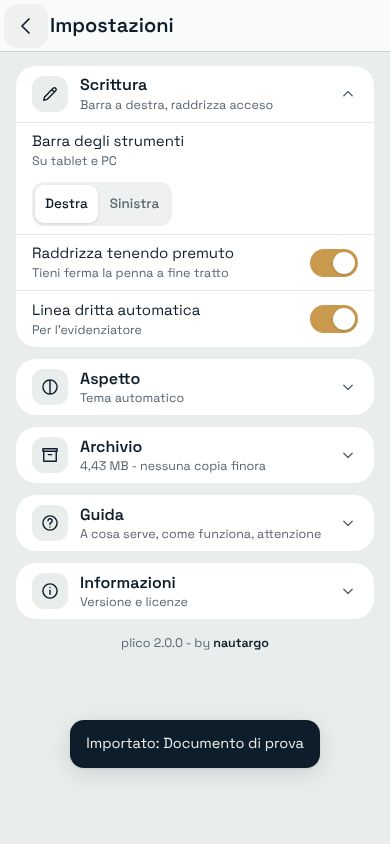 Impostazioni
Scrittura
Barra a destra, raddrizza acceso
Barra degli strumenti
Su tablet e PC
Destra
Sinistra
Raddrizza tenendo premuto
Tieni ferma la penna a fine tratto
Linea dritta automatica
Per l'evidenziatore
Aspetto
Tema automatico
Archivio
4,43 MB - nessuna copia finora
Guida
A cosa serve, come funziona, attenzione
Informazioni
Versione e licenze
plico 2.0.0 - by nautargo
Importato: Documento di prova